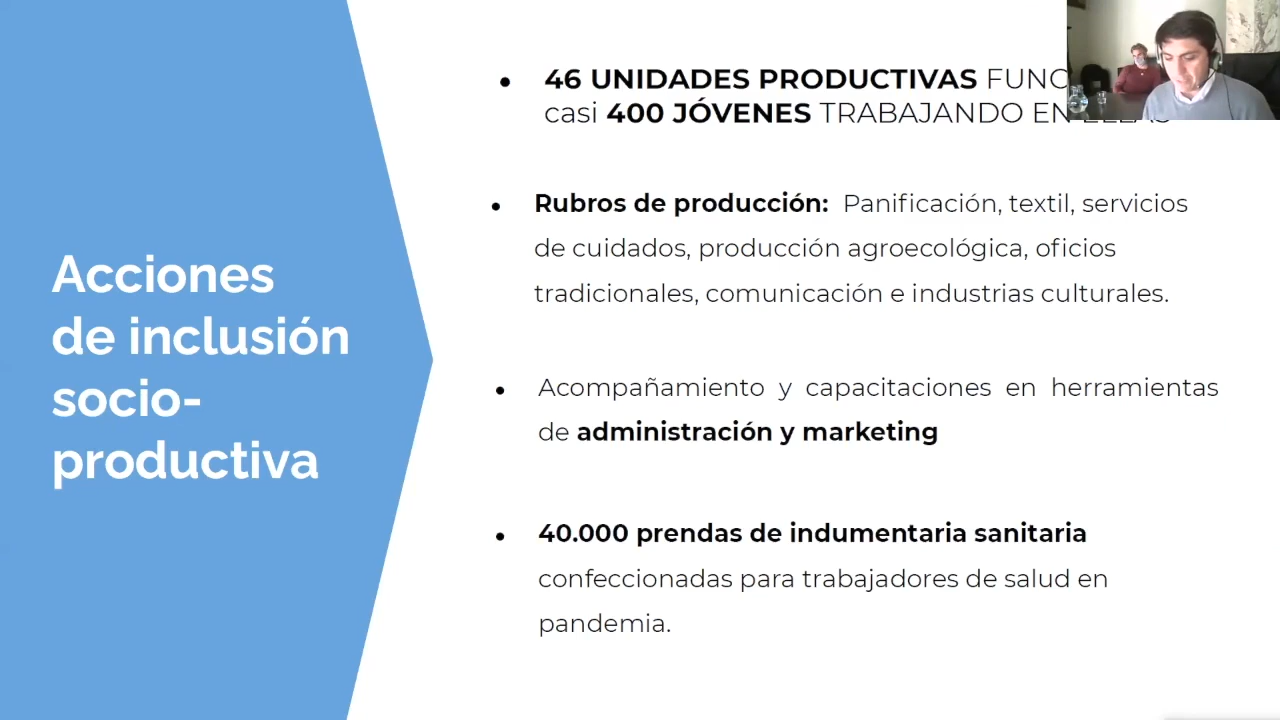 Acciones
de inclusión
socio-
productiva
46 UNIDADES PRODUCTIVAS
casi 400 JÓVENES TRABAJANDO EN
Rubros de producción: Panificación, textil, servicios
de cuidados, producción agroecológica, oficios
tradicionales, comunicación e industrias culturales.
Acompañamiento y capacitaciones en herramientas
de administración y marketing
40.000 prendas de indumentaria sanitaria
confeccionadas para trabajadores de salud en
pandemia.